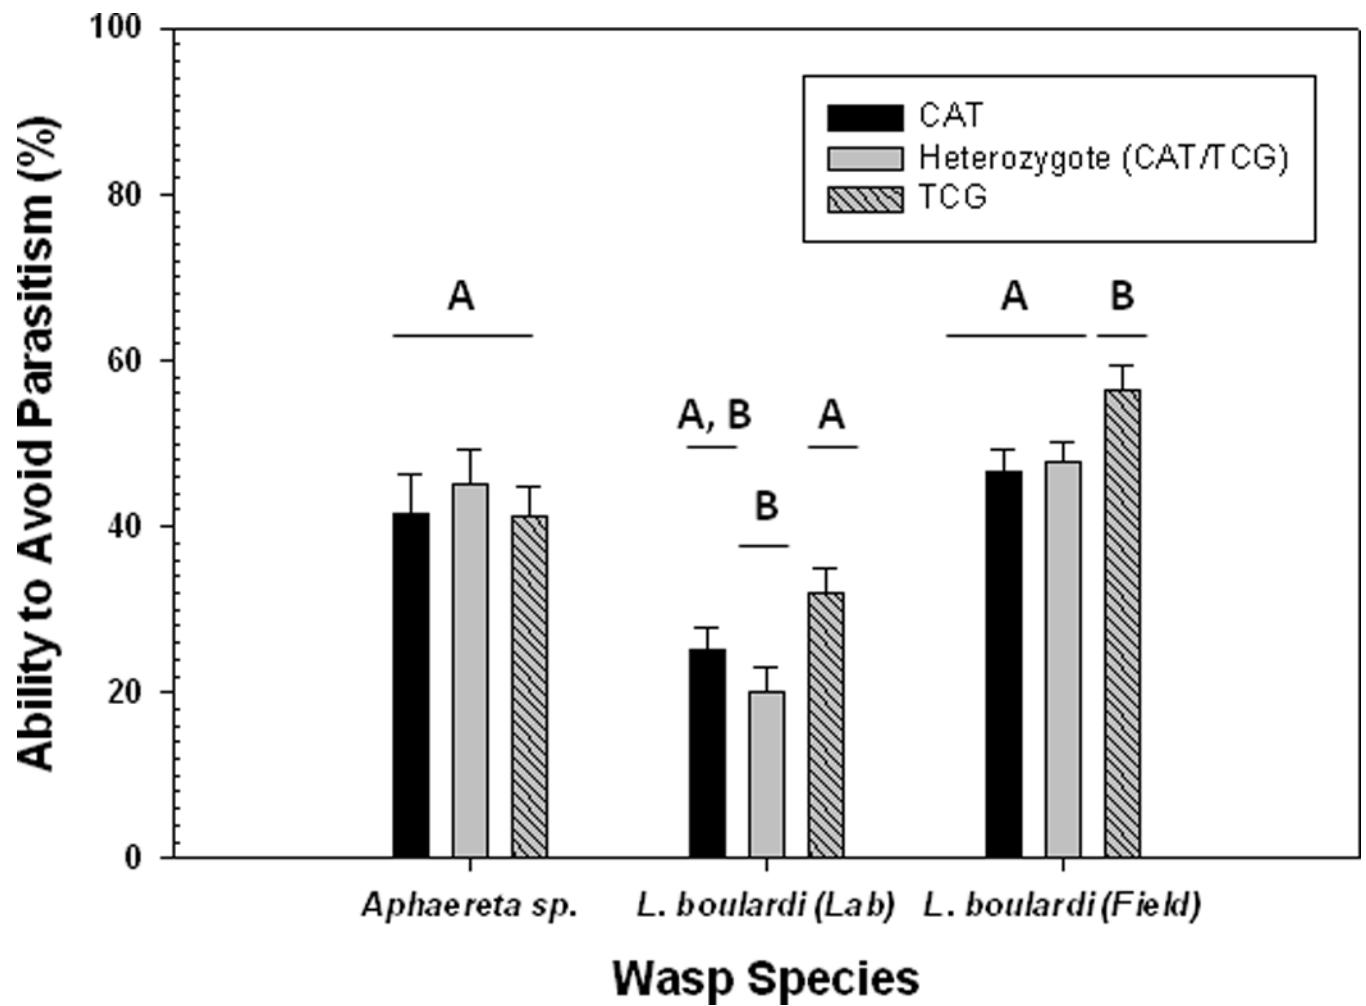 Ability to Avoid Parasitism (%)
100
80
60
40
20
0
CAT
Heterozygote (CAT/TCG)
TCG
A
A, B
B
A
A
B
Aphaereta sp.
L. boulardi (Lab)
L. boulardi (Field)
Wasp Species